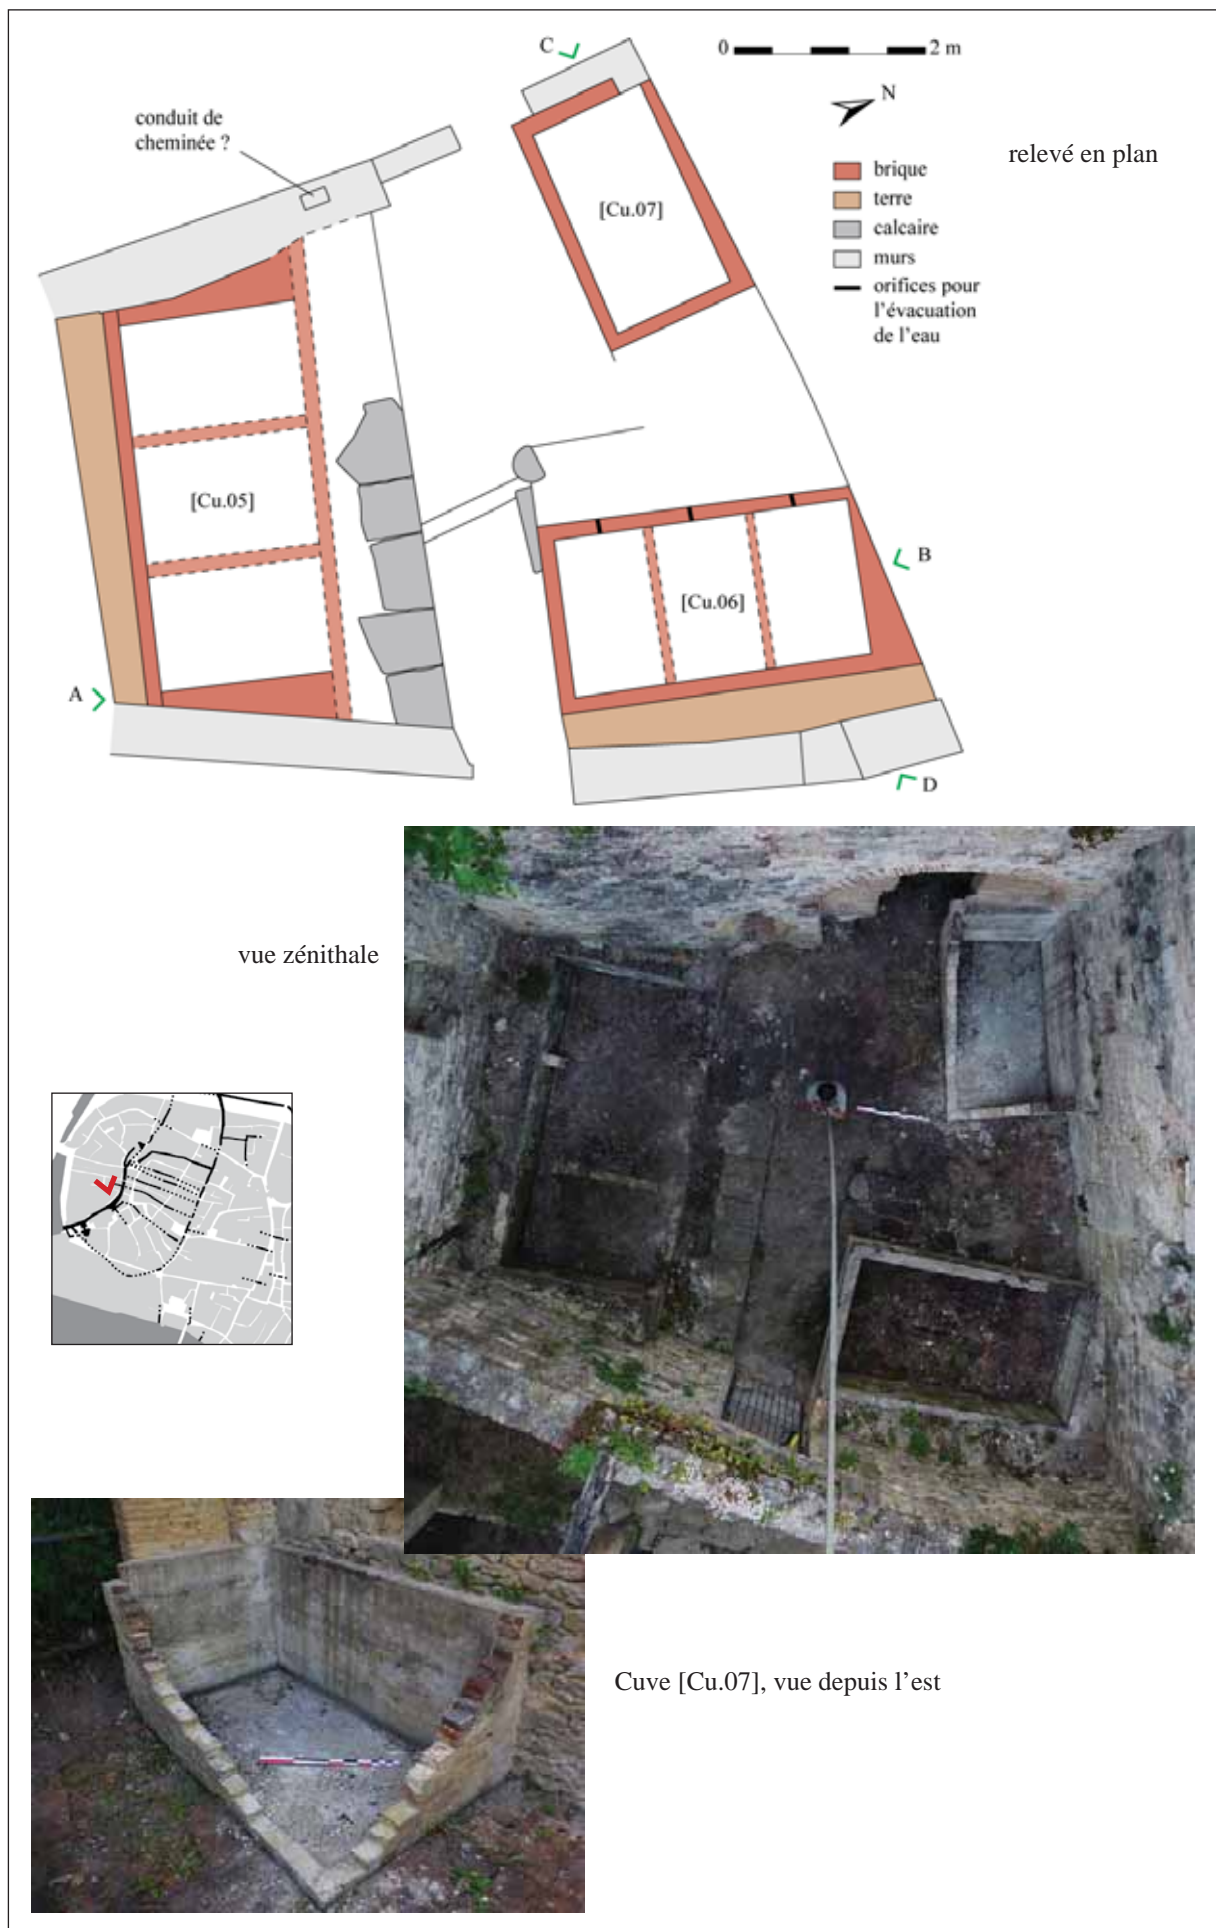 C
0
2 m
N
conduit de
cheminée ?
relevé en plan
brique
terre
calcaire
murs
orifices pour
l’évacuation
de l’eau
[Cu.07]
[Cu.05]
[Cu.06]
B
A
D
vue zénithale
Cuve [Cu.07], vue depuis l’est